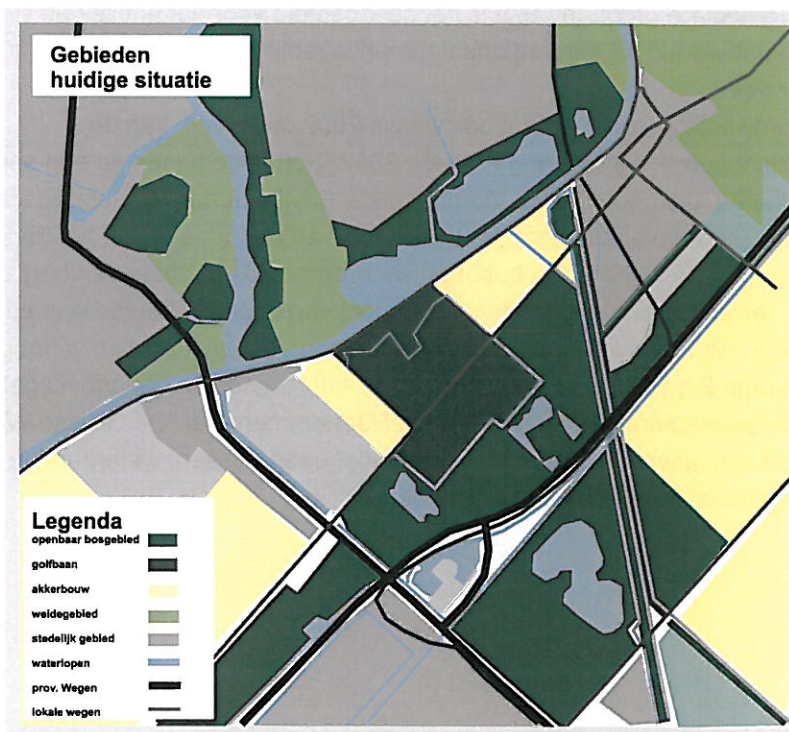 Gebieden
huidige situatie
Legenda
openbaar bosgebied
golfbaan
akkerbouw
weidegebied
stedelijk gebied
waterlopen
prov. Wegen
lokale wegen